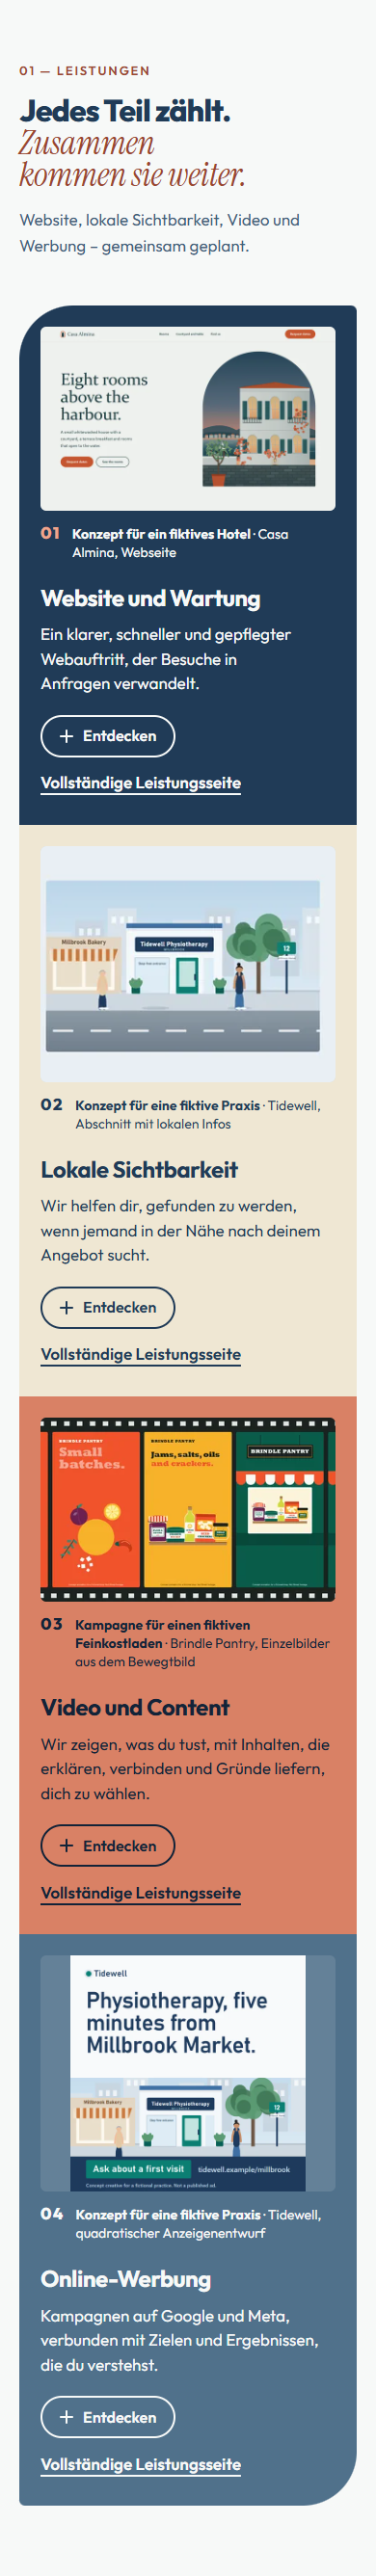 01 — LEISTUNGEN
Jedes Teil zählt.
Zusammen
kommen sie weiter.
Website, lokale Sichtbarkeit, Video und
Werbung – gemeinsam geplant.
Casa Almina
Eight rooms
above the
harbour.
01 Konzept für ein fiktives Hotel · Casa
Almina, Webseite
Website und Wartung
Ein klarer, schneller und gepflegter
Webauftritt, der Besuche in
Anfragen verwandelt.
+ Entdecken
Vollständige Leistungsseite
Millbrook Bakery
Tidewell Physiotherapy
12
02 Konzept für eine fiktive Praxis · Tidewell,
Abschnitt mit lokalen Infos
Lokale Sichtbarkeit
Wir helfen dir, gefunden zu werden,
wenn jemand in der Nähe nach deinem
Angebot sucht.
+ Entdecken
Vollständige Leistungsseite
BRINDLE PANTRY
Small
batches.
BRINDLE PANTRY
Jams, salts, oils
and crackers.
BRINDLE PANTRY
03 Kampagne für einen fiktiven
Feinkostladen · Brindle Pantry, Einzelbilder
aus dem Bewegtbild
Video und Content
Wir zeigen, was du tust, mit Inhalten, die
erklären, verbinden und Gründe liefern,
dich zu wählen.
+ Entdecken
Vollständige Leistungsseite
Tidewell
Physiotherapy, five
minutes from
Millbrook Market.
Millbrook Bakery
Tidewell Physiotherapy
12
Ask about a first visit
tidewell.example/millbrook
Concept creative for a fictional practice. Not a published ad.
04 Konzept für eine fiktive Praxis · Tidewell,
quadratischer Anzeigenentwurf
Online-Werbung
Kampagnen auf Google und Meta,
verbunden mit Zielen und Ergebnissen,
die du verstehst.
+ Entdecken
Vollständige Leistungsseite